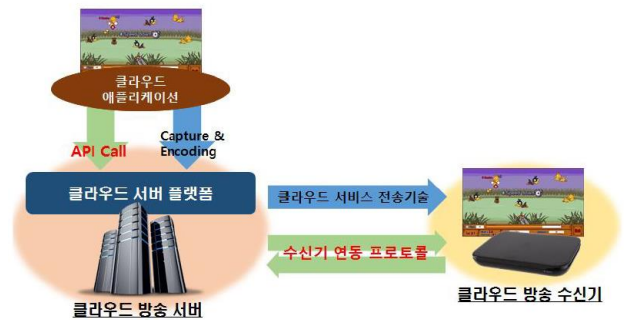 클라우드
애플리케이션
API Call
Capture &
Encoding
클라우드 서버 플랫폼
클라우드 서비스 전송기술
수신기 연동 프로토콜
클라우드 방송 서버
클라우드 방송 수신기